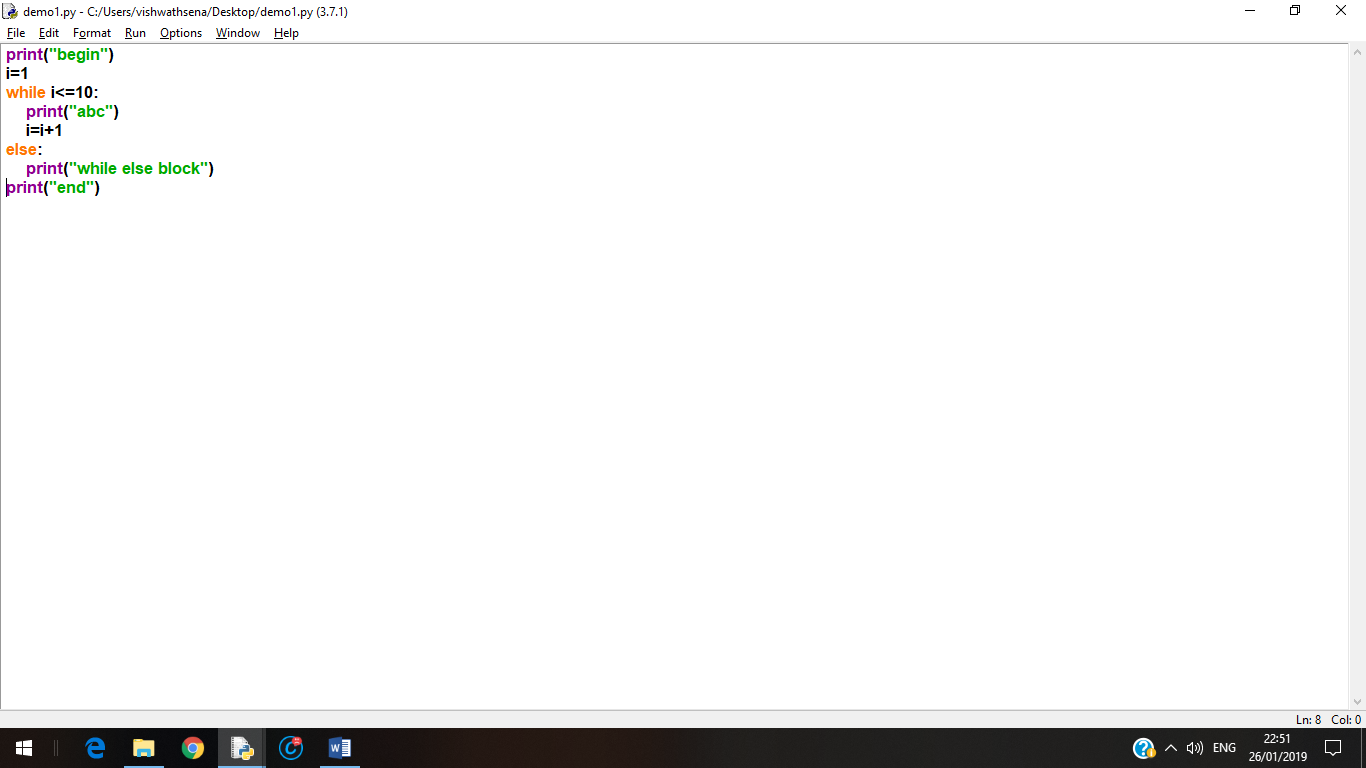 demo1.py - C:/Users/vishwathsena/Desktop/demo1.py (3.7.1)
File Edit Format Run Options Window Help
print("begin")
i=1
while i<=10:
    print("abc")
    i=i+1
else:
    print("while else block")
print("end")
Ln: 8 Col: 0
ENG
22:51
26/01/2019